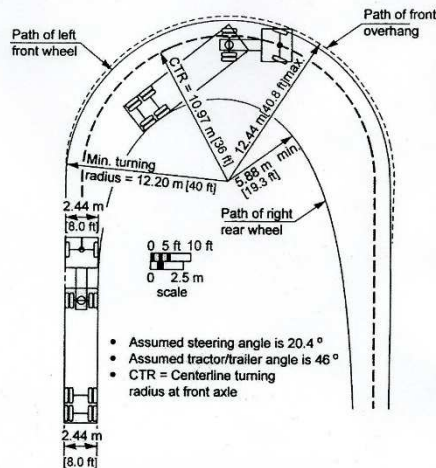 Path of left
front wheel
Path of front
overhang
CTR = 10.97 m [36 ft]
12.44 m[40.8 ft]max.
Min. turning
radius = 12.20 m [40 ft]
5.88 m min.
[19.3 ft]
2.44 m
[8.0 ft]
Path of right
rear wheel
0 5 ft 10 ft
0 2.5 m
scale
• Assumed steering angle is 20.4 °
• Assumed tractor/trailer angle is 46 °
• CTR = Centerline turning
radius at front axle
2.44 m
[8.0 ft]